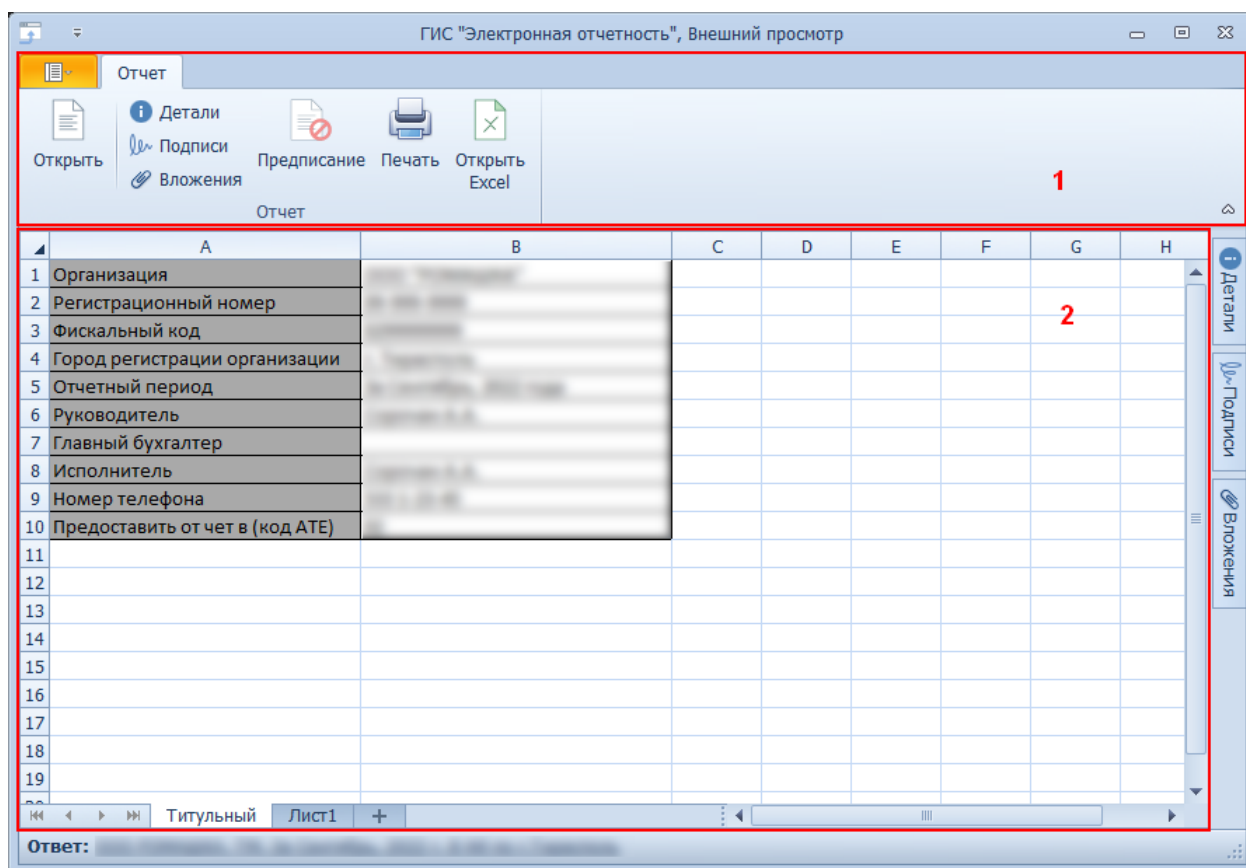 ГИС "Электронная отчетность", Внешний просмотр
Отчет
Открыть
Детали
Подписи
Вложения
Предписание
Печать
Открыть
Excel
Отчет
1
A B C D E F G H
1 Организация
2 Регистрационный номер
3 Фискальный код
4 Город регистрации организации
5 Отчетный период
6 Руководитель
7 Главный бухгалтер
8 Исполнитель
9 Номер телефона
10 Предоставить от чет в (код АТЕ)
11
12
13
14
15
16
17
18
19
2
Детали
Подписи
Вложения
Титульный Лист1
Ответ: